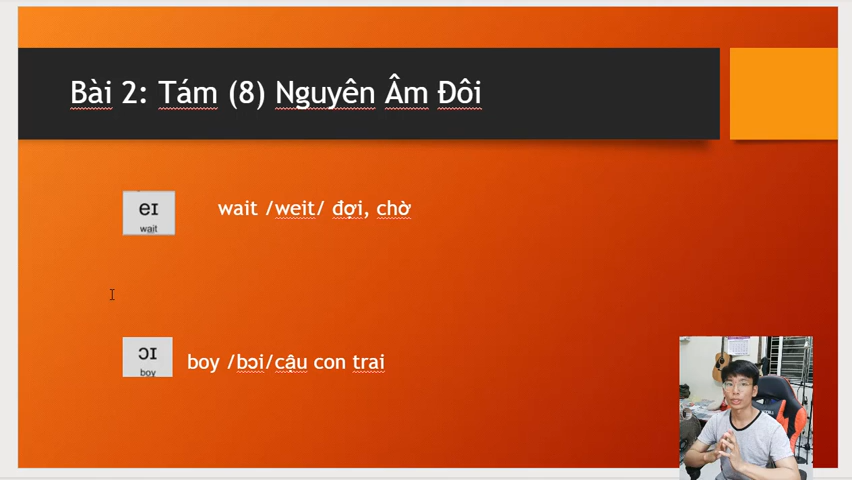 Bài 2: Tám (8) Nguyên Âm Đôi
eɪ
wait
wait /weit/ đợi, chờ
ɔɪ
boy
boy /bɔi/cậu con trai